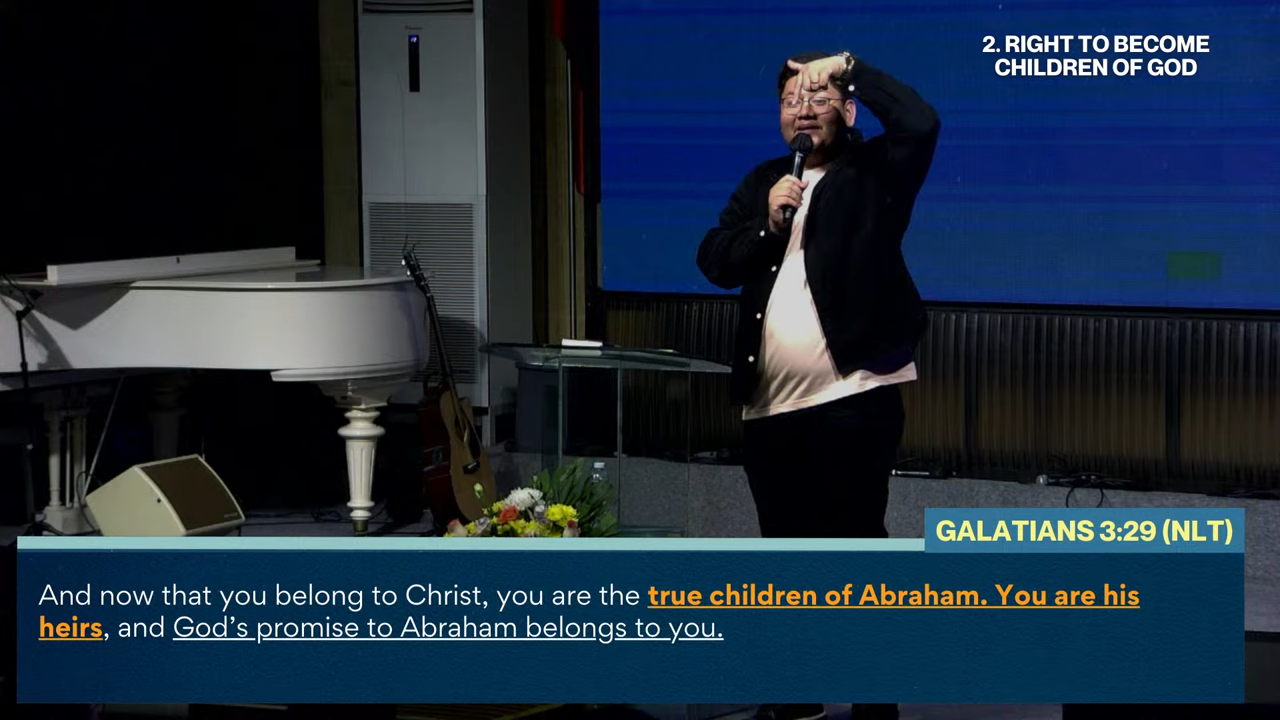 2. RIGHT TO BECOME
CHILDREN OF GOD
GALATIANS 3:29 (NLT)
And now that you belong to Christ, you are the true children of Abraham. You are his
heirs, and God’s promise to Abraham belongs to you.